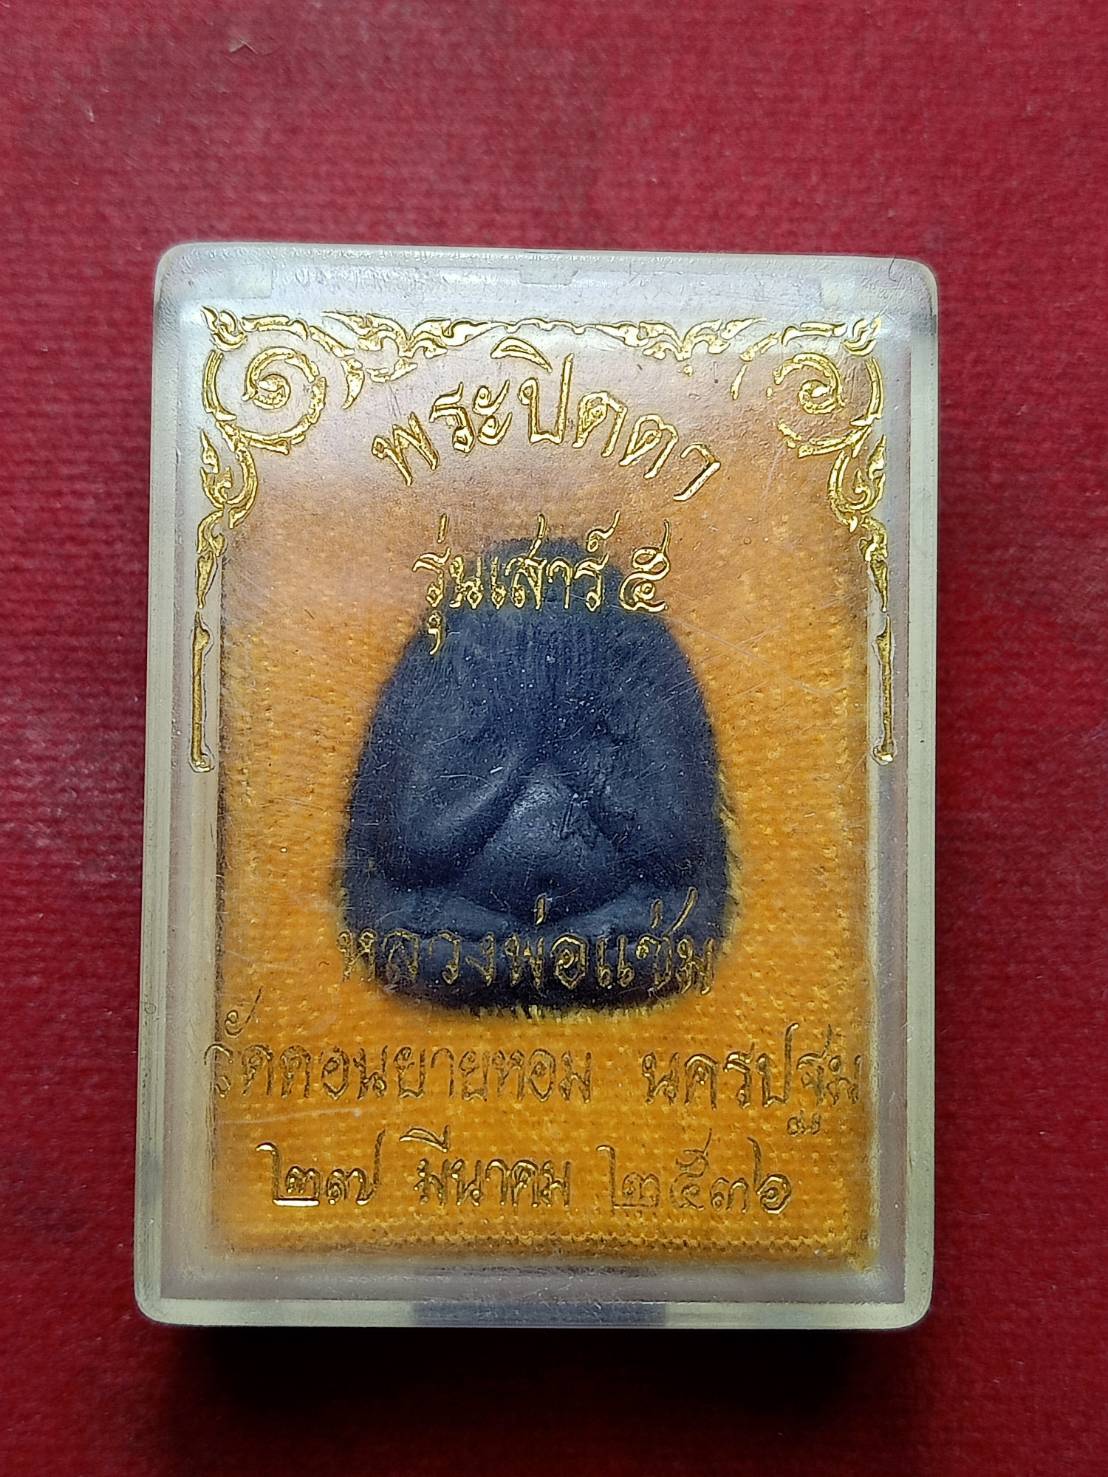 พระปิดตา
รุ่นเสาร์ ๕
หลวงพ่อแช่ม
วัดดอนยายหอม นครปฐม
๒๗ มีนาคม ๒๕๓๖